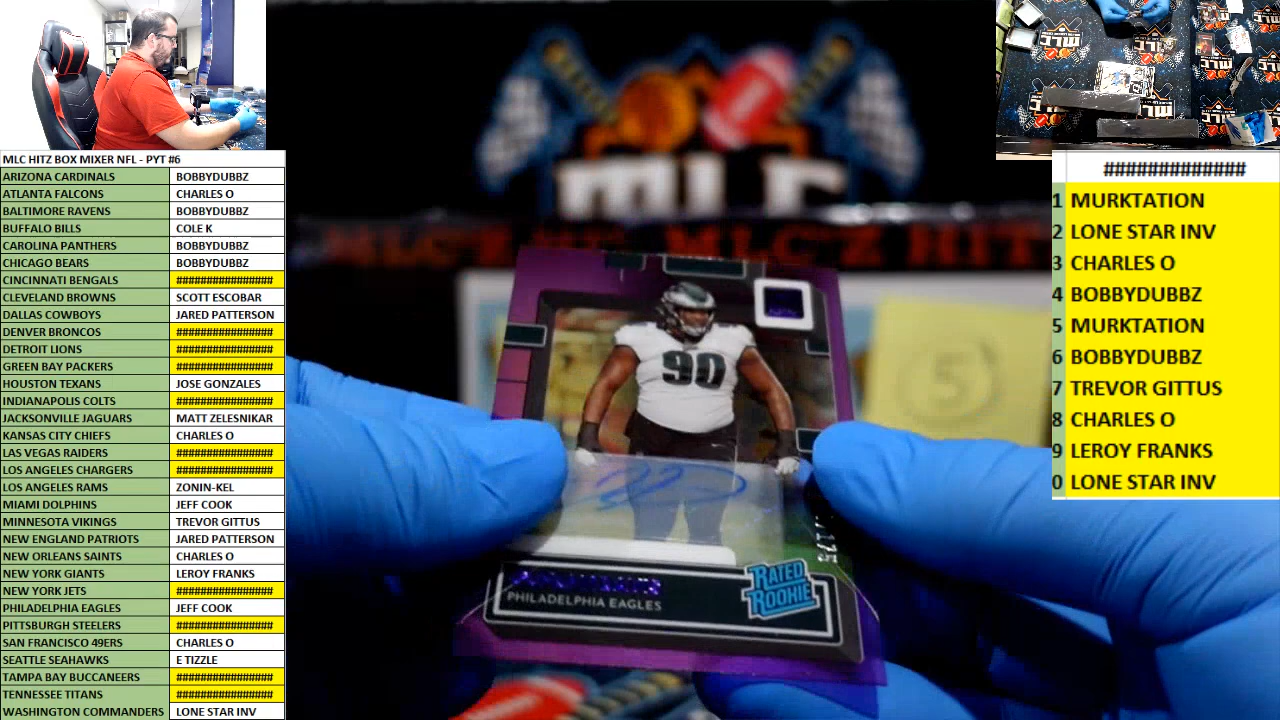 MLC HITZ BOX MIXER NFL - PYT #6
ARIZONA CARDINALS BOBBYDUBBZ
ATLANTA FALCONS CHARLES O
BALTIMORE RAVENS BOBBYDUBBZ
BUFFALO BILLS COLE K
CAROLINA PANTHERS BOBBYDUBBZ
CHICAGO BEARS BOBBYDUBBZ
CINCINNATI BENGALS ################
CLEVELAND BROWNS SCOTT ESCOBAR
DALLAS COWBOYS JARED PATTERSON
DENVER BRONCOS ################
DETROIT LIONS ################
GREEN BAY PACKERS ################
HOUSTON TEXANS JOSE GONZALES
INDIANAPOLIS COLTS ################
JACKSONVILLE JAGUARS MATT ZELESNIKAR
KANSAS CITY CHIEFS CHARLES O
LAS VEGAS RAIDERS ################
LOS ANGELES CHARGERS ################
LOS ANGELES RAMS ZONIN-KEL
MIAMI DOLPHINS JEFF COOK
MINNESOTA VIKINGS TREVOR GITTUS
NEW ENGLAND PATRIOTS JARED PATTERSON
NEW ORLEANS SAINTS CHARLES O
NEW YORK GIANTS LEROY FRANKS
NEW YORK JETS ################
PHILADELPHIA EAGLES JEFF COOK
PITTSBURGH STEELERS ################
SAN FRANCISCO 49ERS CHARLES O
SEATTLE SEAHAWKS E TIZZLE
TAMPA BAY BUCCANEERS ################
TENNESSEE TITANS ################
WASHINGTON COMMANDERS LONE STAR INV
mlc
MLC'Z HIT
90
5
PHILADELPHIA EAGLES
RATED
ROOKIE
#############
1 MURKTATION
2 LONE STAR INV
3 CHARLES O
4 BOBBYDUBBZ
5 MURKTATION
6 BOBBYDUBBZ
7 TREVOR GITTUS
8 CHARLES O
9 LEROY FRANKS
0 LONE STAR INV